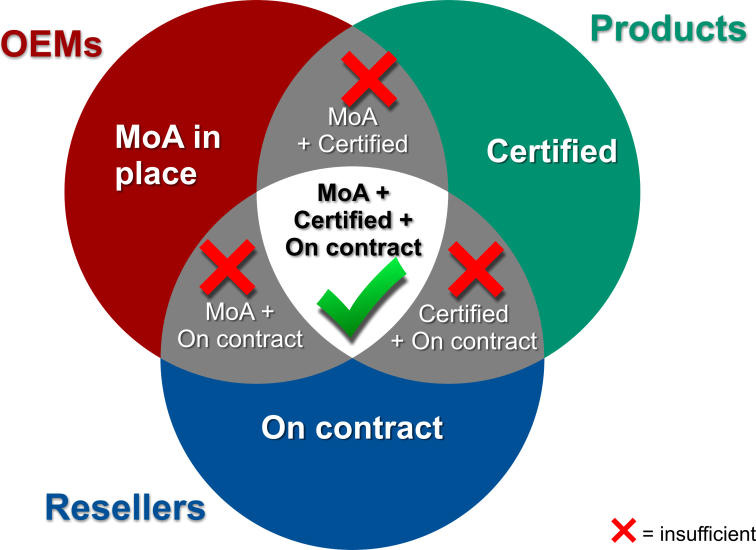 OEMs
Products
MoA
+ Certified
MoA in
place
Certified
MoA +
Certified +
On contract
MoA +
On contract
Certified
+ On contract
On contract
Resellers
= insufficient